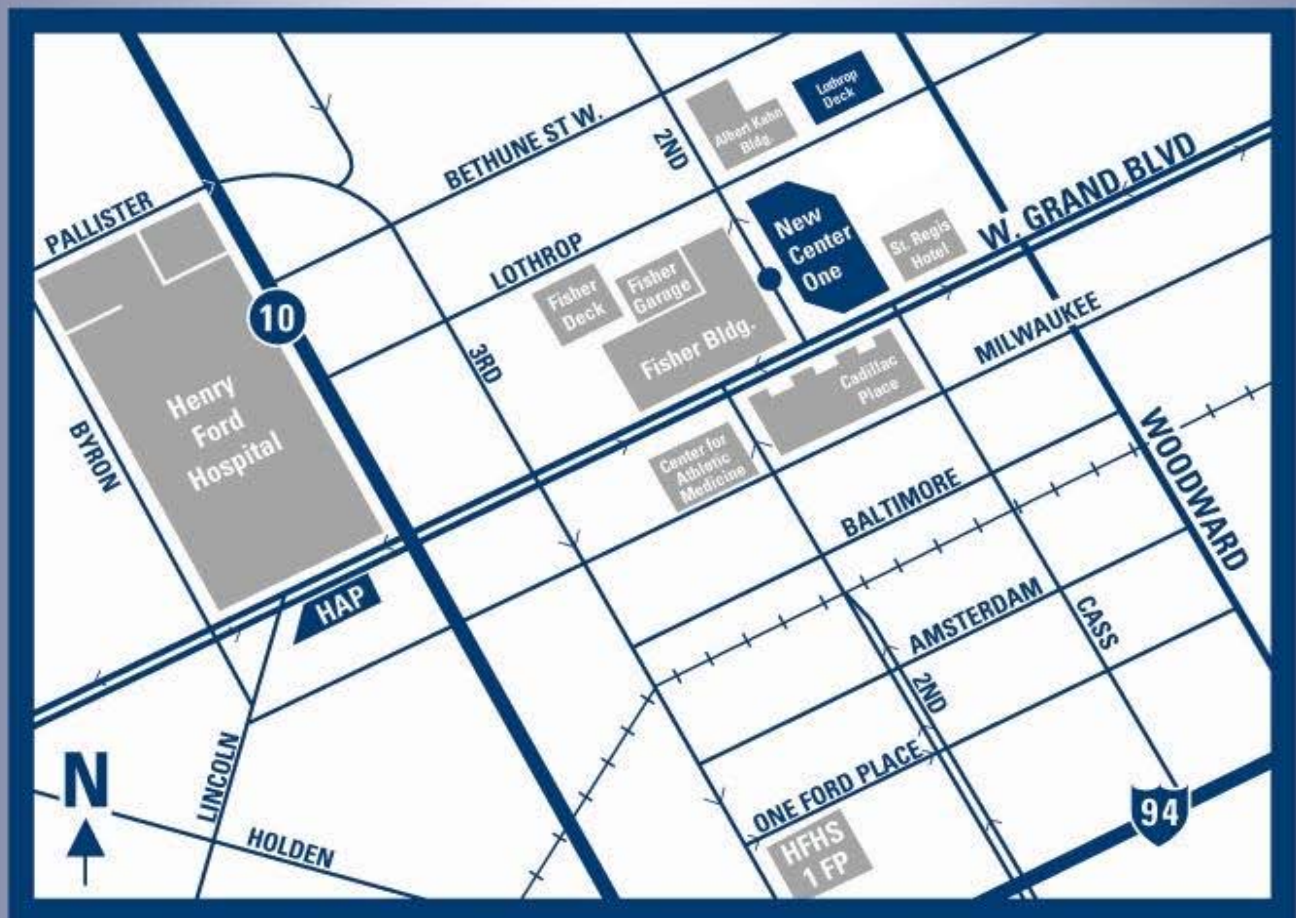 Lothrop
Deck
BETHUNE ST W.
2ND
Albert Kahn
Bldg.
W. GRAND BLVD
PALLISTER
New
Center
One
St. Regis
Hotel
LOTHROP
Fisher
Deck
Fisher
Garage
Fisher Bldg.
10
MILWAUKEE
3RD
Cadillac
Place
Henry
Ford
Hospital
BYRON
Center for
Athletic
Medicine
WOODWARD
BALTIMORE
HAP
AMSTERDAM
CASS
2ND
LINCOLN
N
ONE FORD PLACE
94
HOLDEN
HFHS
1 FP